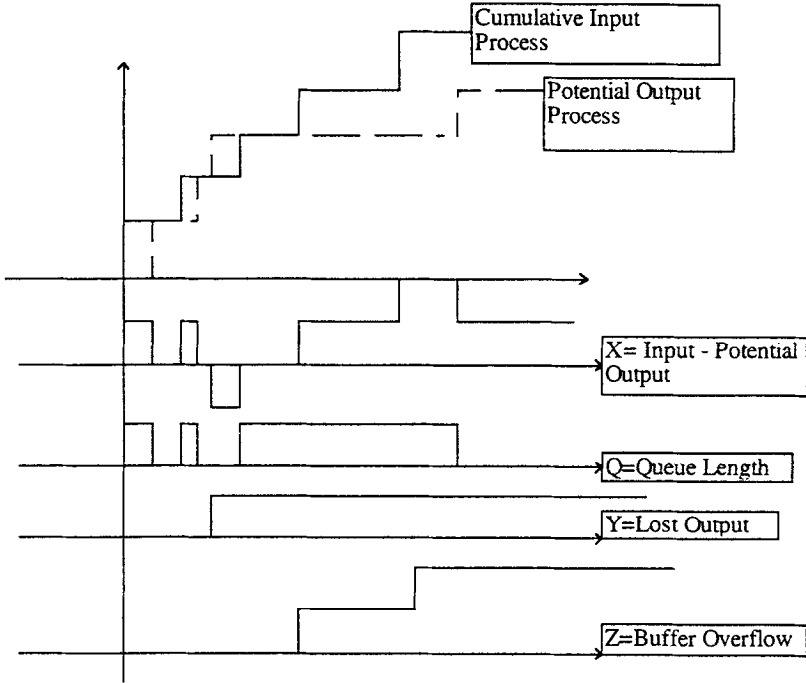 Cumulative Input
Process
Potential Output
Process
X= Input - Potential
Output
Q=Queue Length
Y=Lost Output
Z=Buffer Overflow